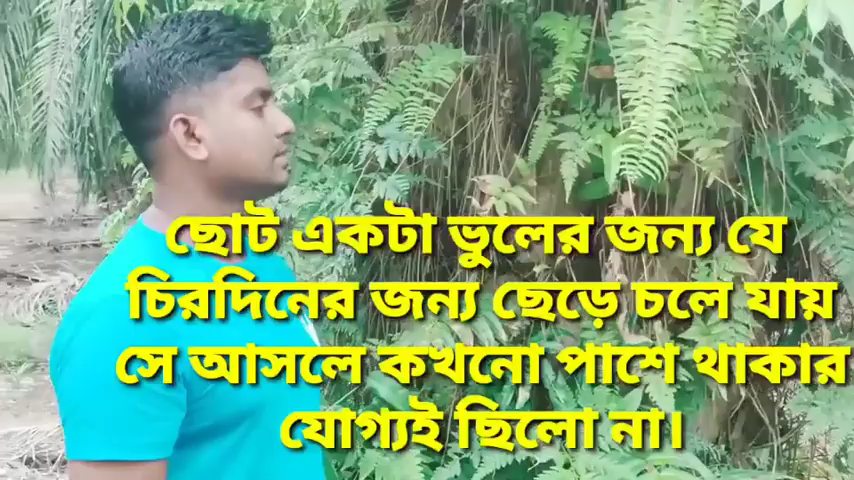 ছোট একটা ভুলের জন্য যে
চিরদিনের জন্য ছেড়ে চলে যায়
সে আসলে কখনো পাশে থাকার
যোগ্যই ছিলো না।